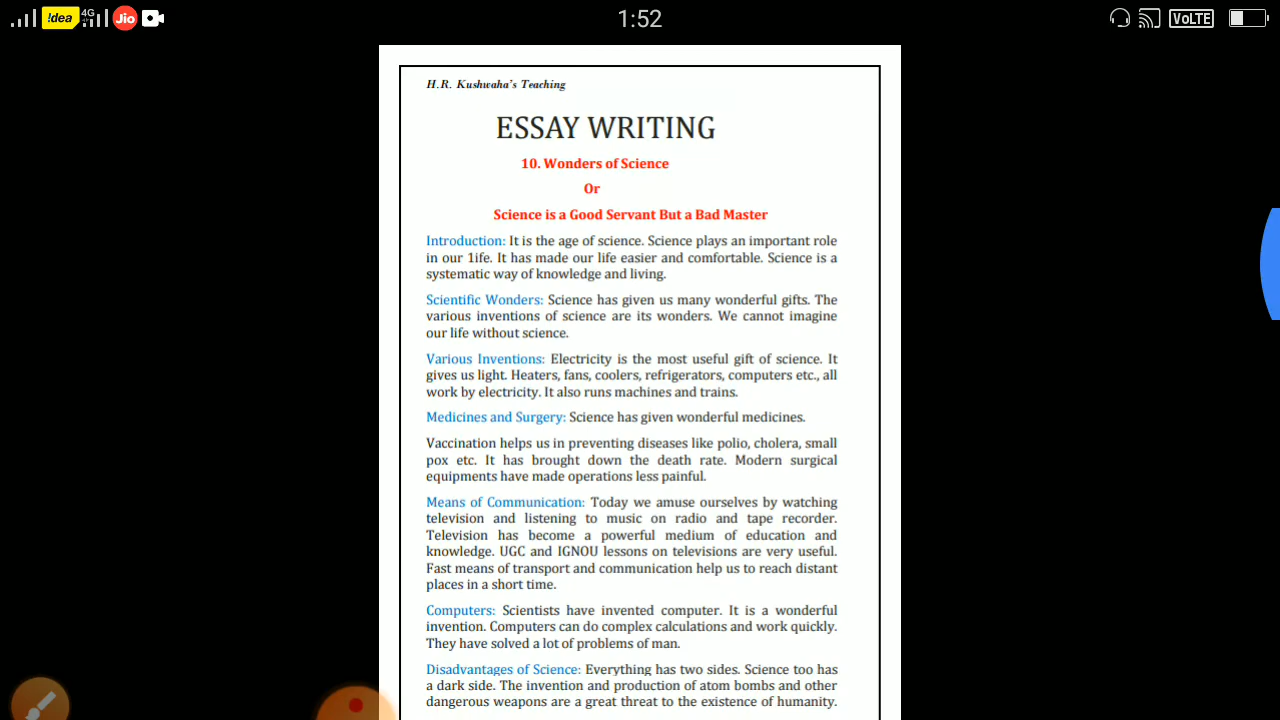 !dea 4G Jio 1:52 VoLTE
H.R. Kushwaha's Teaching
ESSAY WRITING
10. Wonders of Science
Or
Science is a Good Servant But a Bad Master
Introduction: It is the age of science. Science plays an important role
in our 1ife. It has made our life easier and comfortable. Science is a
systematic way of knowledge and living.
Scientific Wonders: Science has given us many wonderful gifts. The
various inventions of science are its wonders. We cannot imagine
our life without science.
Various Inventions: Electricity is the most useful gift of science. It
gives us light. Heaters, fans, coolers, refrigerators, computers etc., all
work by electricity. It also runs machines and trains.
Medicines and Surgery: Science has given wonderful medicines.
Vaccination helps us in preventing diseases like polio, cholera, small
pox etc. It has brought down the death rate. Modern surgical
equipments have made operations less painful.
Means of Communication: Today we amuse ourselves by watching
television and listening to music on radio and tape recorder.
Television has become a powerful medium of education and
knowledge. UGC and IGNOU lessons on televisions are very useful.
Fast means of transport and communication help us to reach distant
places in a short time.
Computers: Scientists have invented computer. It is a wonderful
invention. Computers can do complex calculations and work quickly.
They have solved a lot of problems of man.
Disadvantages of Science: Everything has two sides. Science too has
a dark side. The invention and production of atom bombs and other
dangerous weapons are a great threat to the existence of humanity.